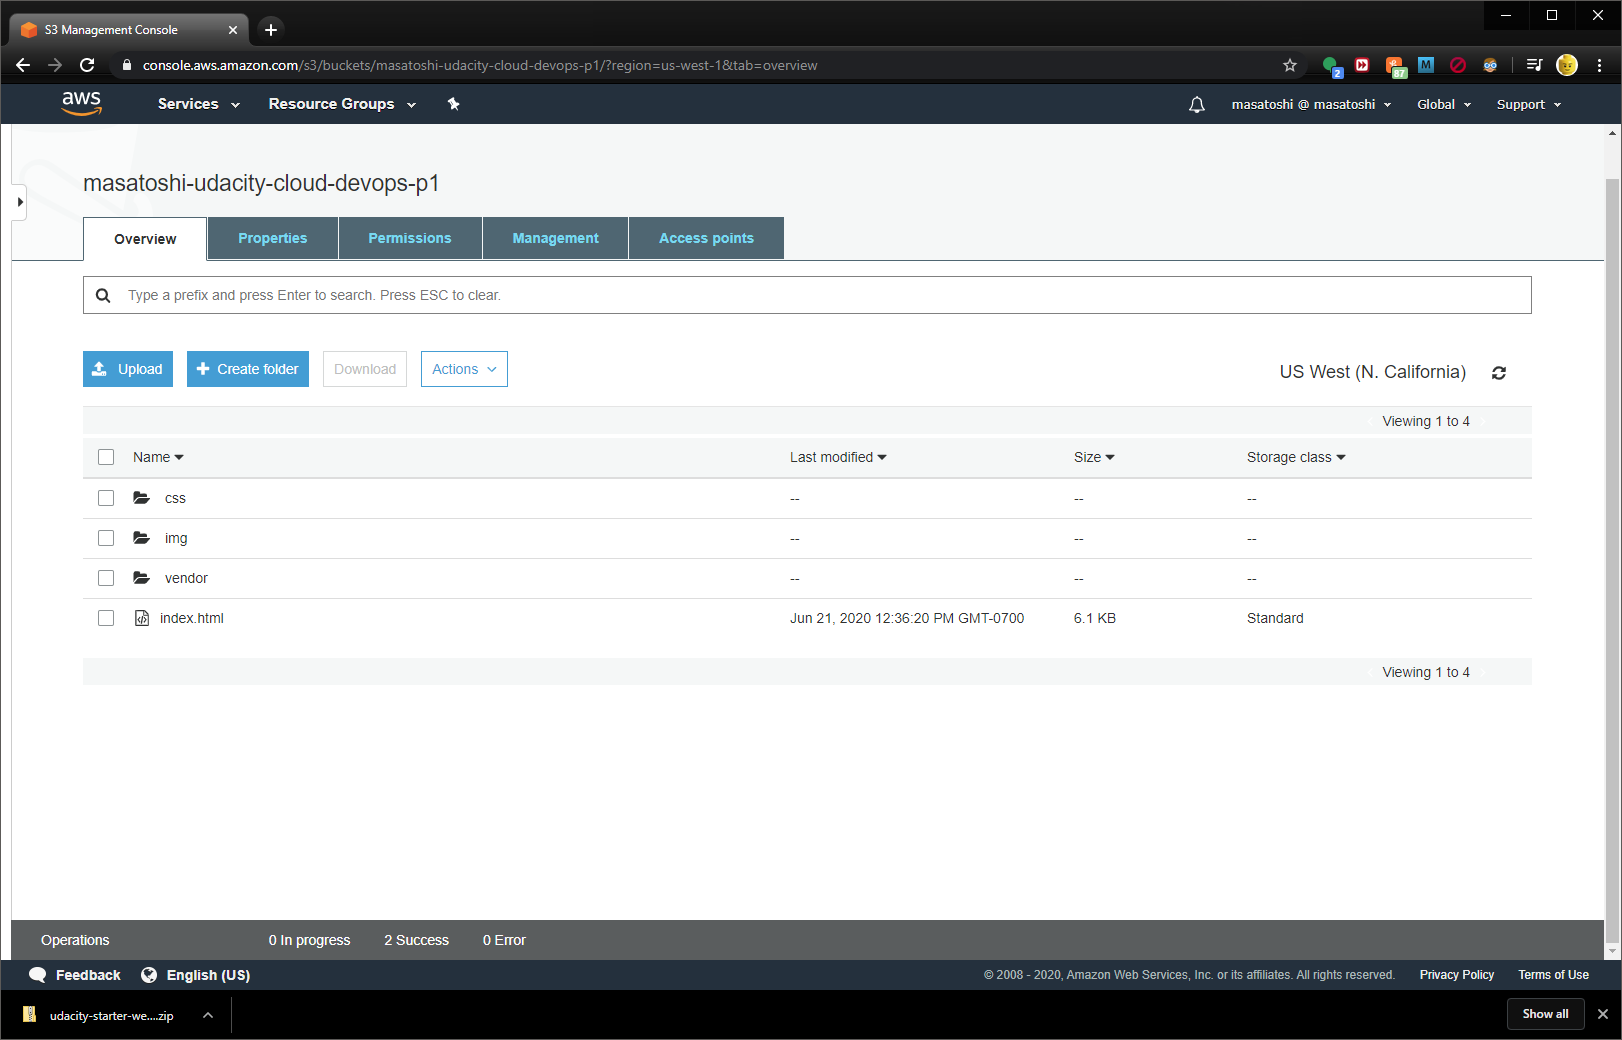 S3 Management Console
console.aws.amazon.com/s3/buckets/masatoshi-udacity-cloud-devops-p1/?region=us-west-1&tab=overview
2
87
M
aws Services Resource Groups masatoshi @ masatoshi Global Support
masatoshi-udacity-cloud-devops-p1
Overview Properties Permissions Management Access points
Type a prefix and press Enter to search. Press ESC to clear.
Upload Create folder Download Actions US West (N. California)
Viewing 1 to 4
Name Last modified Size Storage class
css -- -- --
img -- -- --
vendor -- -- --
index.html Jun 21, 2020 12:36:20 PM GMT-0700 6.1 KB Standard
Viewing 1 to 4
Operations 0 In progress 2 Success 0 Error
Feedback English (US) © 2008 - 2020, Amazon Web Services, Inc. or its affiliates. All rights reserved. Privacy Policy Terms of Use
udacity-starter-we....zip Show all